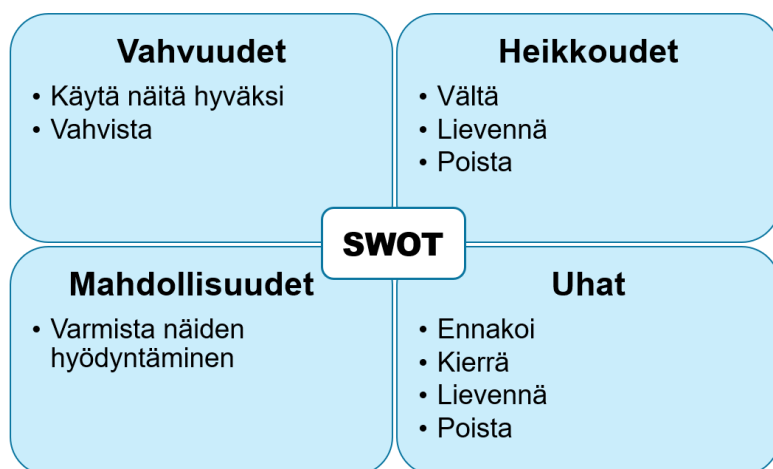 Vahvuudet
• Käytä näitä hyväksi
• Vahvista
Heikkoudet
• Vältä
• Lievennä
• Poista
SWOT
Mahdollisuudet
• Varmista näiden
hyödyntäminen
Uhat
• Ennakoi
• Kierrä
• Lievennä
• Poista